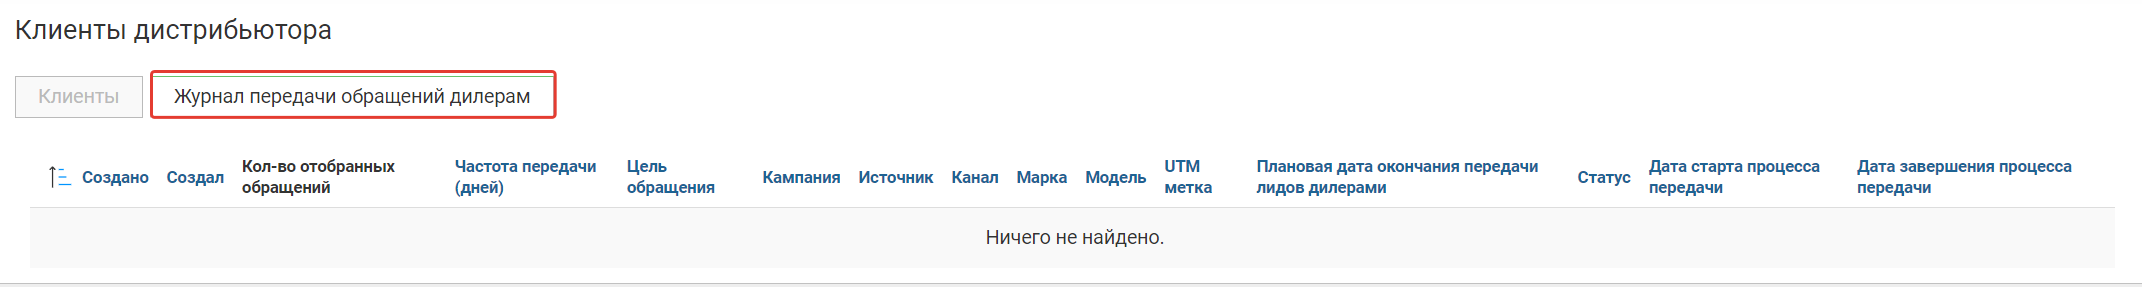 Клиенты дистрибьютора
Клиенты Журнал передачи обращений дилерам
Создано Создал Кол-во отобранных обращений Частота передачи (дней) Цель обращения Кампания Источник Канал Марка Модель UTM метка Плановая дата окончания передачи лидов дилерами Статус Дата старта процесса передачи Дата завершения процесса передачи
Ничего не найдено.